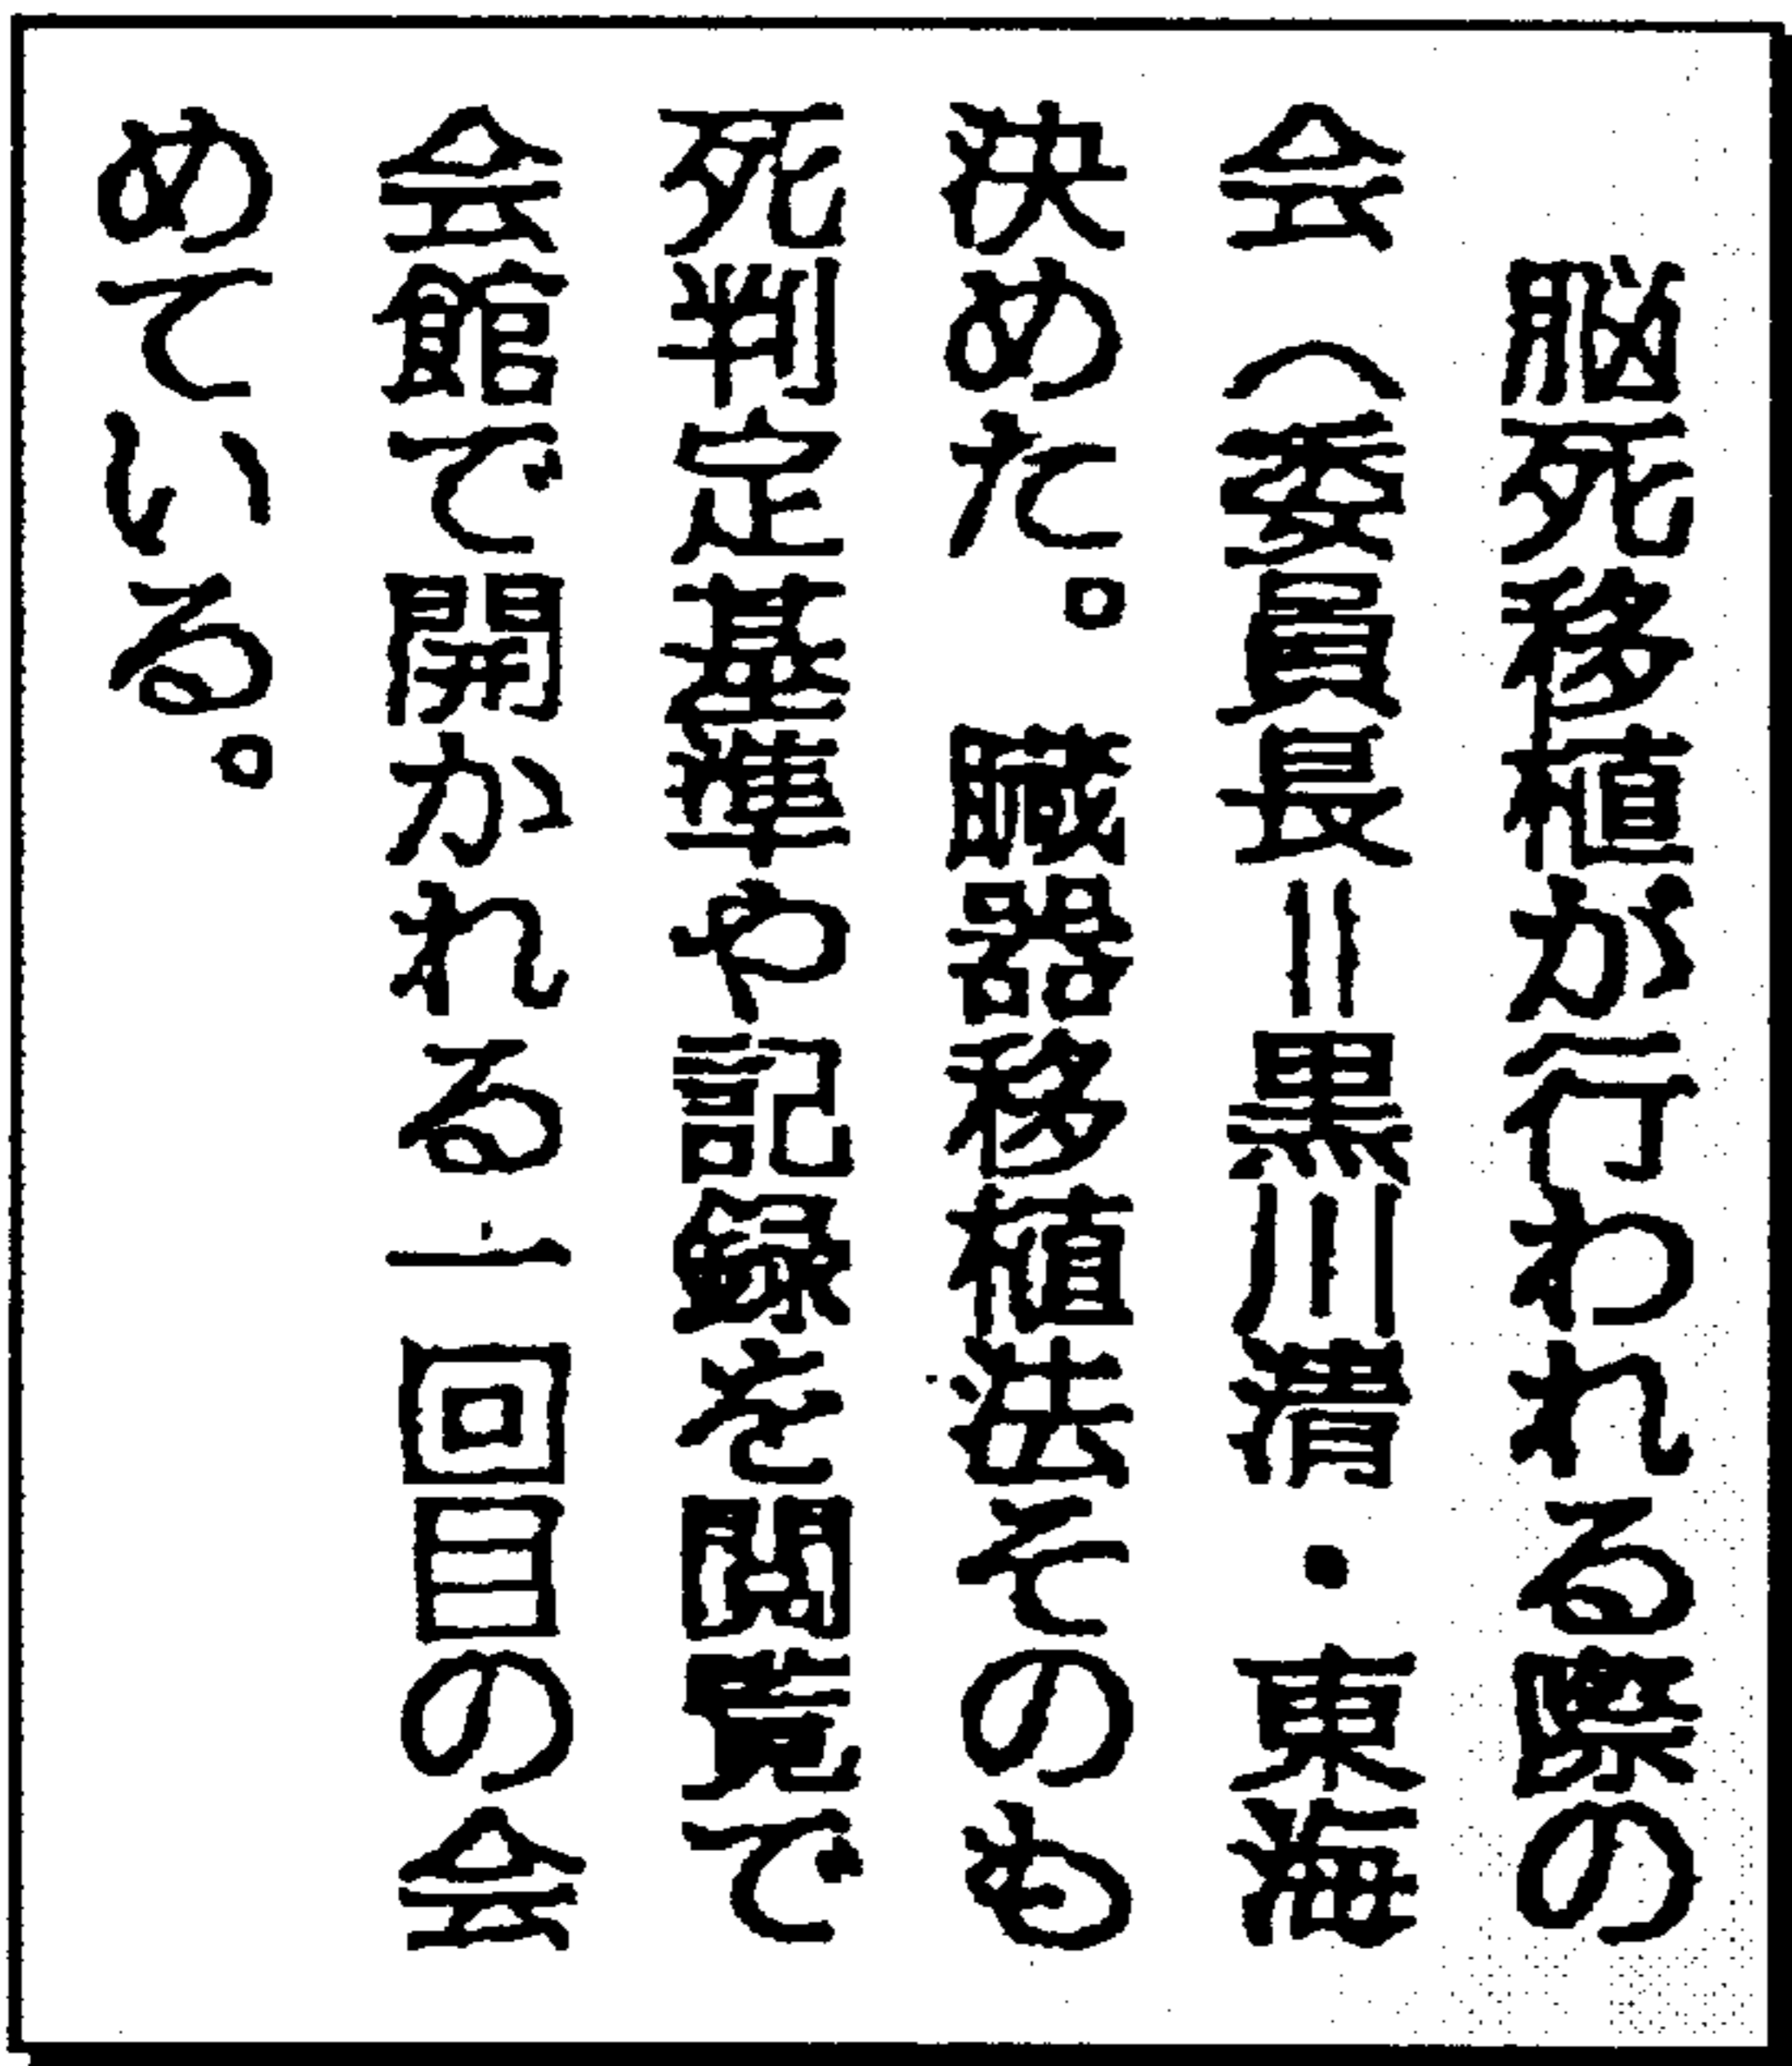 脳死移植が行われる際の
会（委員長＝黒川清・東海
決めた。臓器移植法そのも
死判定基準や記録を閲覧で
会館で開かれる一回目の会
めている。